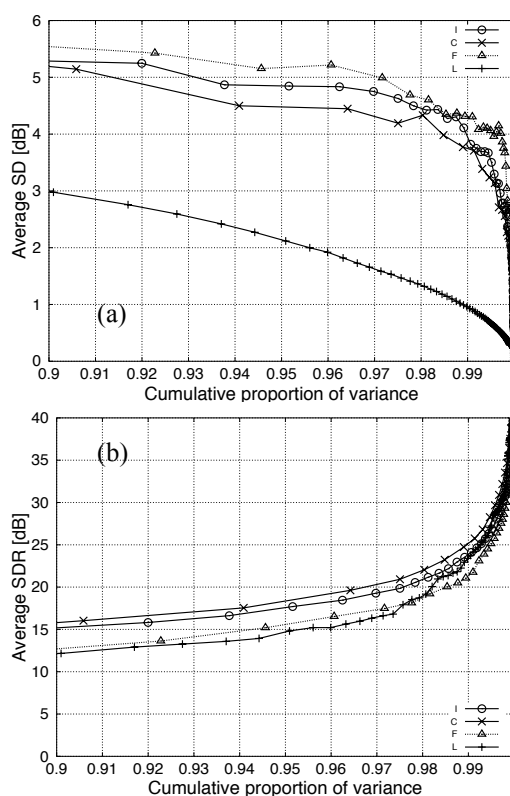 6
I
C
F
L
5
4
3
2
1
0
Average SD [dB]
(a)
0.9 0.91 0.92 0.93 0.94 0.95 0.96 0.97 0.98 0.99
Cumulative proportion of variance
40
35
30
25
20
15
10
5
0
Average SDR [dB]
(b)
I
C
F
L
0.9 0.91 0.92 0.93 0.94 0.95 0.96 0.97 0.98 0.99
Cumulative proportion of variance